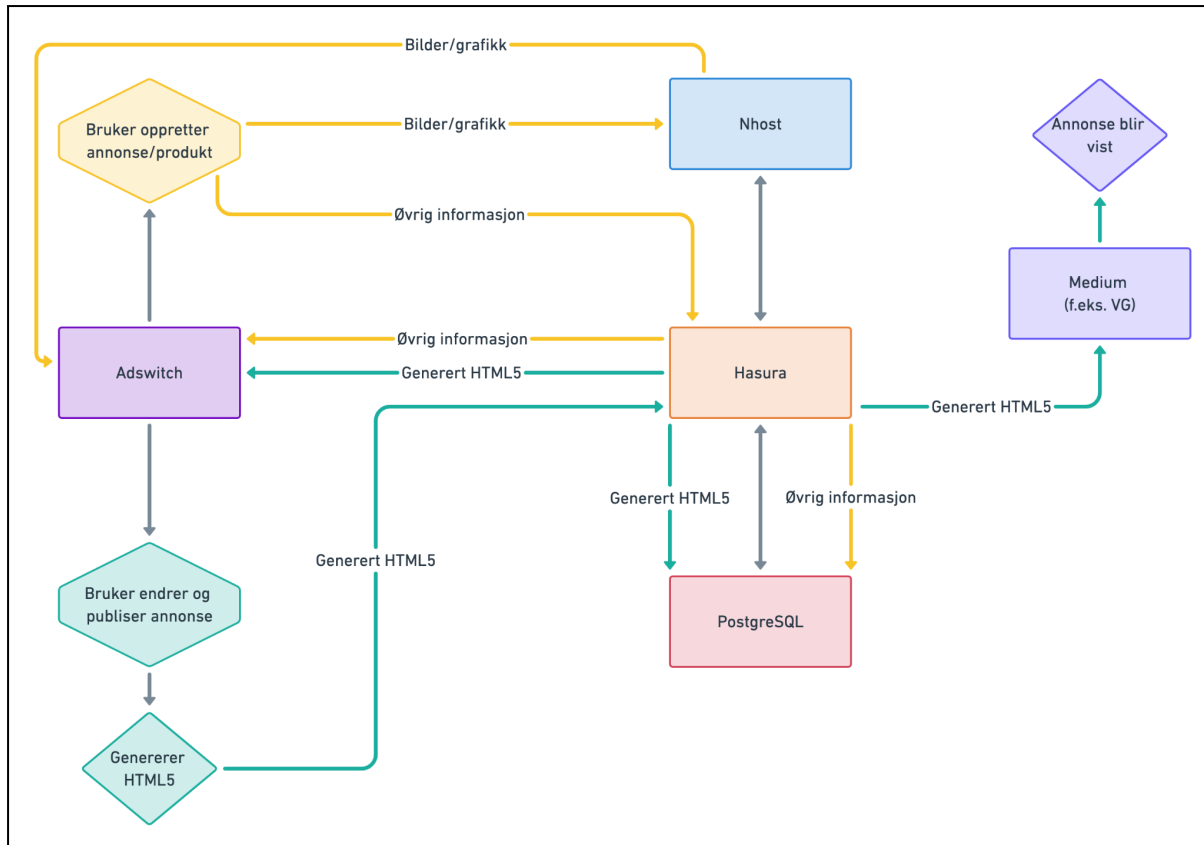 Bilder/grafikk
Bruker oppretter
annonse/produkt
Bilder/grafikk
Nhost
Annonse blir
vist
Øvrig informasjon
Medium
(f.eks. VG)
Øvrig informasjon
Adswitch
Generert HTML5
Hasura
Generert HTML5
Generert HTML5
Øvrig informasjon
Generert HTML5
Bruker endrer og
publiser annonse
PostgreSQL
Genererer
HTML5